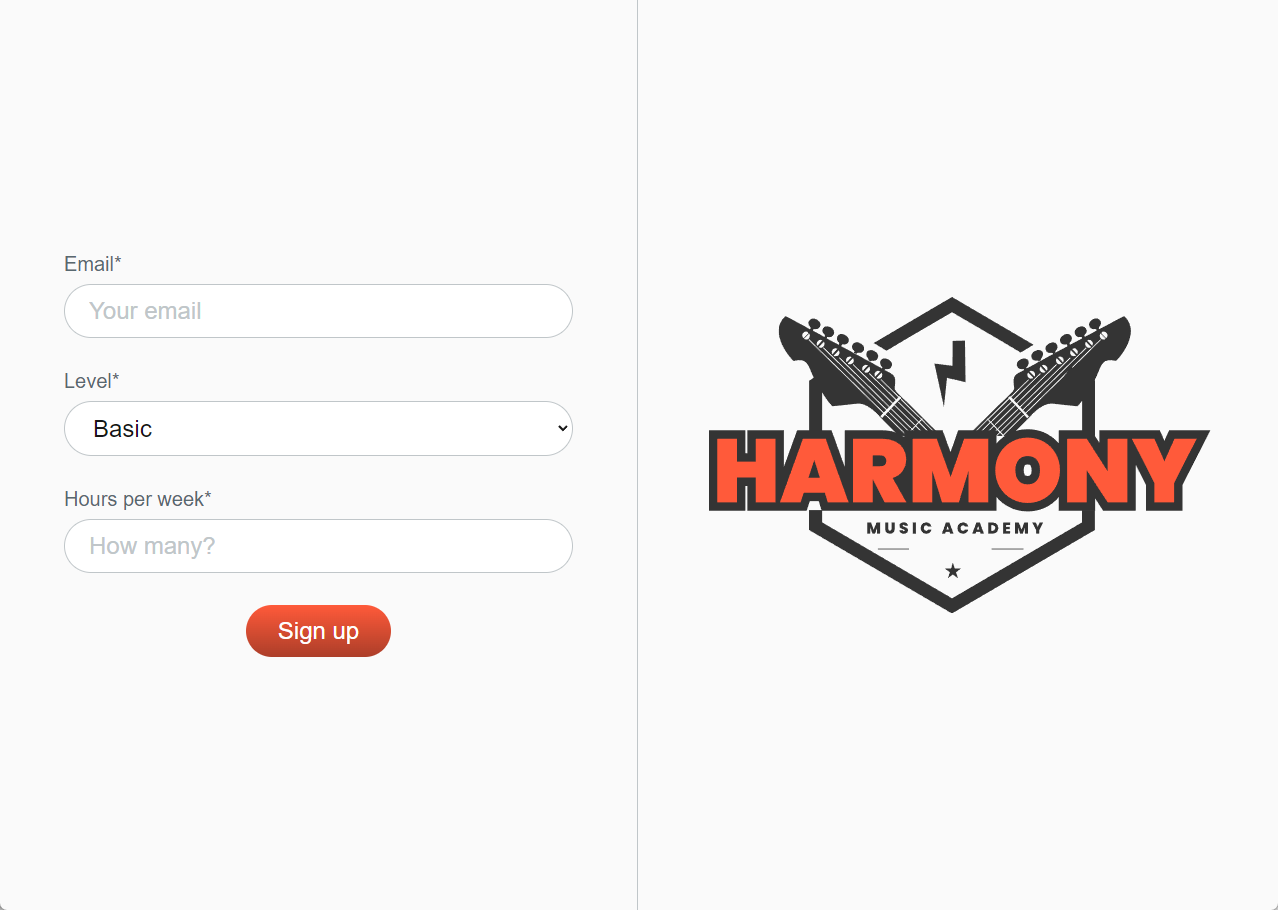 Email*
Your email
Level*
Basic
Hours per week*
How many?
Sign up
HARMONY
MUSIC ACADEMY